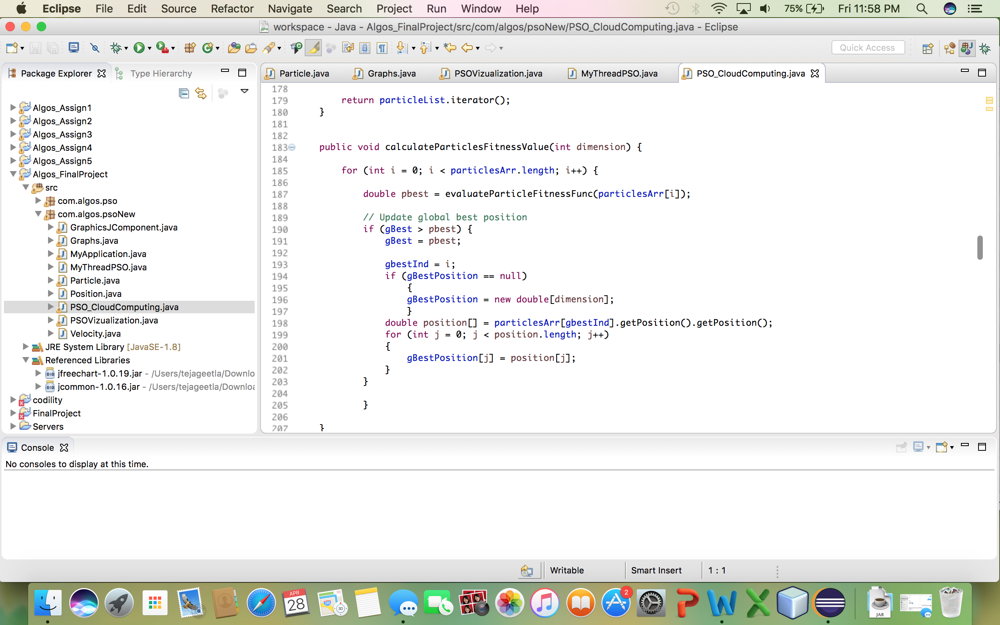 Eclipse File Edit Source Refactor Navigate Search Project Run Window Help 75% Fri 11:58 PM
workspace - Java - Algos_FinalProject/src/com/algos/psoNew/PSO_CloudComputing.java - Eclipse
Quick Access
Package Explorer Type Hierarchy
Algos_Assign1
Algos_Assign2
Algos_Assign3
Algos_Assign4
Algos_Assign5
Algos_FinalProject
src
com.algos.pso
com.algos.psoNew
GraphicsJComponent.java
Graphs.java
MyApplication.java
MyThreadPSO.java
Particle.java
Position.java
PSO_CloudComputing.java
PSOVizualization.java
Velocity.java
JRE System Library [JavaSE-1.8]
Referenced Libraries
jfreechart-1.0.19.jar - /Users/tejageetla/Downlo
jcommon-1.0.16.jar - /Users/tejageetla/Downloa
codility
FinalProject
Servers
Particle.java Graphs.java PSOVizualization.java MyThreadPSO.java PSO_CloudComputing.java
178
179 return particleList.iterator();
180 }
181
182
183 public void calculateParticlesFitnessValue(int dimension) {
184
185 for (int i = 0; i < particlesArr.length; i++) {
186
187 double pbest = evaluateParticleFitnessFunc(particlesArr[i]);
188
189 // Update global best position
190 if (gBest > pbest) {
191 gBest = pbest;
192
193 gbestInd = i;
194 if (gBestPosition == null)
195 {
196 gBestPosition = new double[dimension];
197 }
198 double position[] = particlesArr[gbestInd].getPosition().getPosition();
199 for (int j = 0; j < position.length; j++)
200 {
201 gBestPosition[j] = position[j];
202 }
203 }
204
205 }
206
207 }
Console
No consoles to display at this time.
Writable Smart Insert 1 : 1
APR
28
280
3D
2
JAR